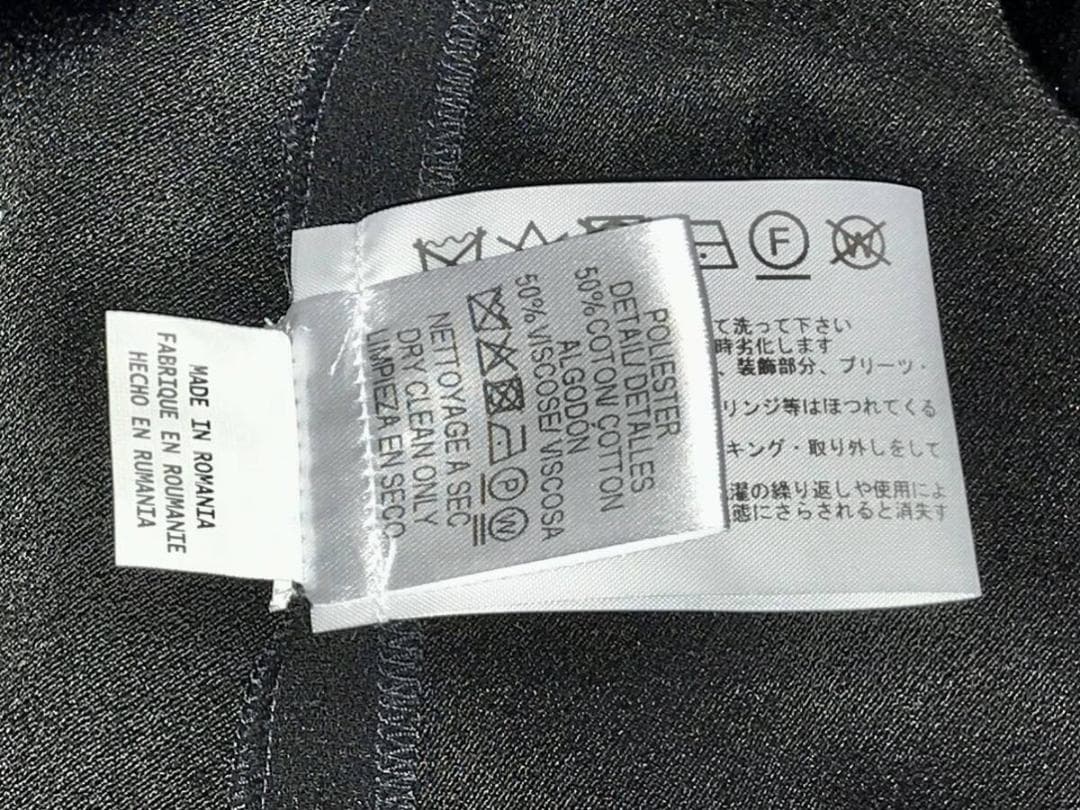 MADE IN ROMANIA
FABRIQUE EN ROUMANIE
HECHO EN RUMANIA
POLIESTER
DETAIL/DETALLES
50% COTON/ COTTON
ALGODÓN
50% VISCOSE/ VISCOSA
P W
NETTOYAGE A SEC
DRY CLEAN ONLY
LIMPIEZA EN SECO
F W
て洗って下さい
時劣化します
、装飾部分、プリーツ・
リンジ等はほつれてくる
キング・取り外しをして
濯の繰り返しや使用によ
態にさらされると消失す